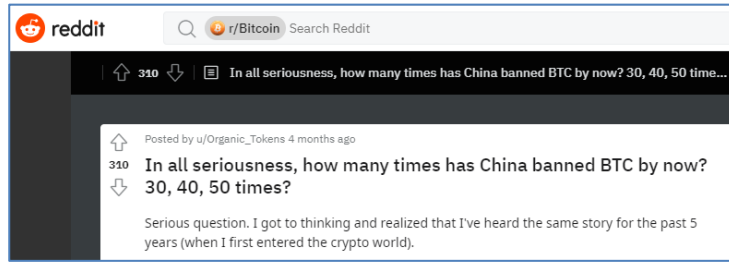 reddit r/Bitcoin Search Reddit
310 In all seriousness, how many times has China banned BTC by now? 30, 40, 50 time...
Posted by u/Organic_Tokens 4 months ago
310
In all seriousness, how many times has China banned BTC by now?
30, 40, 50 times?
Serious question. I got to thinking and realized that I've heard the same story for the past 5
years (when I first entered the crypto world).